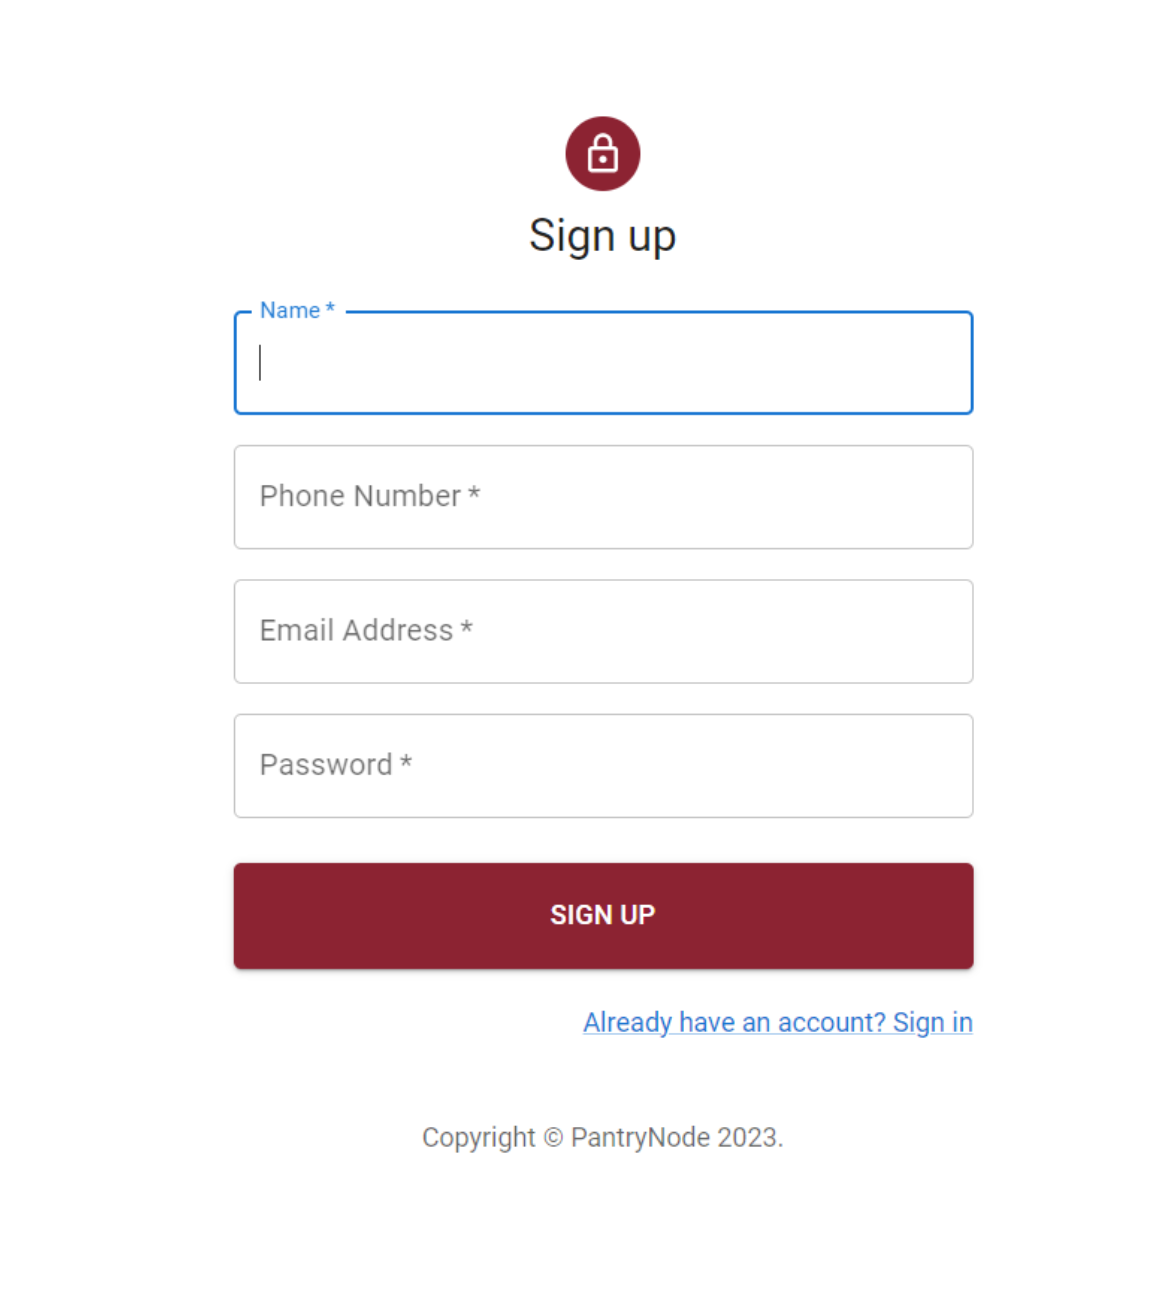 Sign up
Name *
Phone Number *
Email Address *
Password *
SIGN UP
Already have an account? Sign in
Copyright © PantryNode 2023.